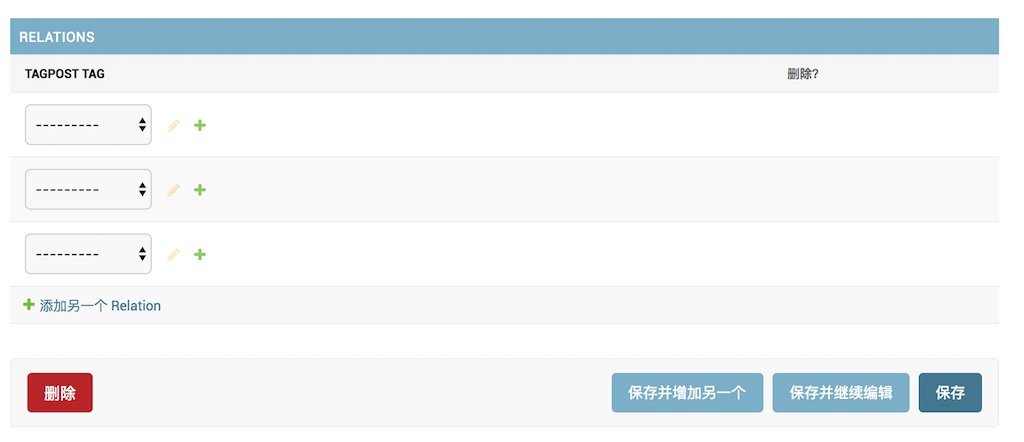 RELATIONS
TAGPOST TAG 删除?
---------
---------
---------
添加另一个 Relation
删除 保存并增加另一个 保存并继续编辑 保存